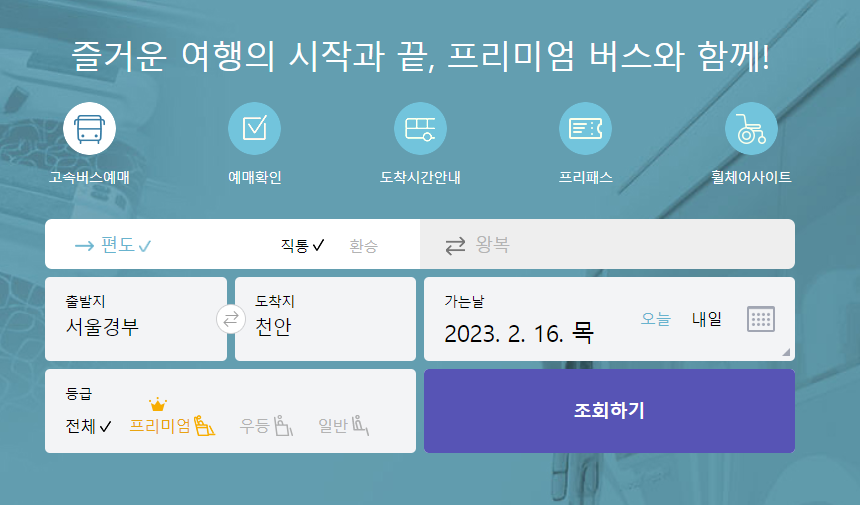 즐거운 여행의 시작과 끝, 프리미엄 버스와 함께!
고속버스예매 예매확인 도착시간안내 프리패스 휠체어사이트
편도 직통 환승 왕복
출발지
서울경부
도착지
천안
가는날
2023. 2. 16. 목 오늘 내일
등급
전체 프리미엄 우등 일반
조회하기